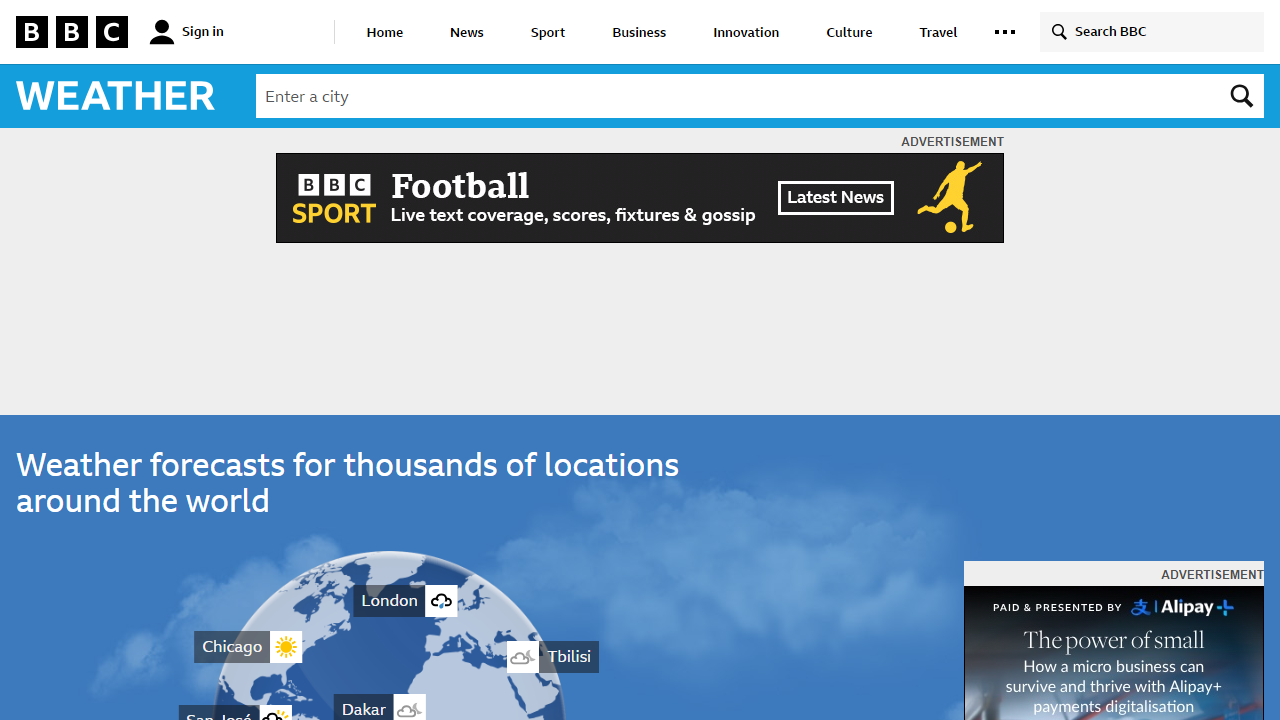 BBC
Sign in
Home
News
Sport
Business
Innovation
Culture
Travel
Search BBC
WEATHER
Enter a city
ADVERTISEMENT
BBC
SPORT
Football
Live text coverage, scores, fixtures & gossip
Latest News
Weather forecasts for thousands of locations
around the world
London
Chicago
Tbilisi
Dakar
San José
ADVERTISEMENT
PAID & PRESENTED BY 支 | Alipay+
The power of small
How a micro business can
survive and thrive with Alipay+
payments digitalisation